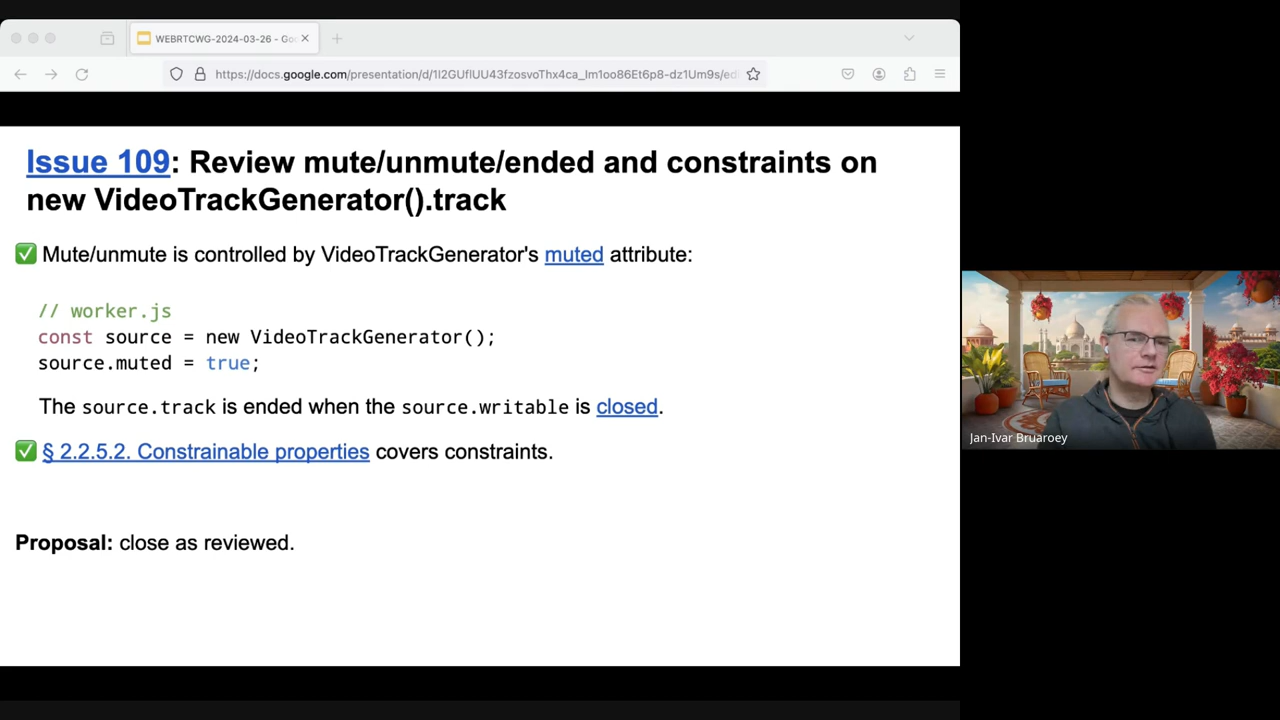 WEBRTCWG-2024-03-26 - Goo
https://docs.google.com/presentation/d/1I2GUfIUU43fzosvoThx4ca_Im1oo86Et6p8-dz1Um9s/edi
Issue 109: Review mute/unmute/ended and constraints on
new VideoTrackGenerator().track
✅ Mute/unmute is controlled by VideoTrackGenerator's muted attribute:
// worker.js
const source = new VideoTrackGenerator();
source.muted = true;
The source.track is ended when the source.writable is closed.
✅ § 2.2.5.2. Constrainable properties covers constraints.
Proposal: close as reviewed.
Jan-Ivar Bruaroey